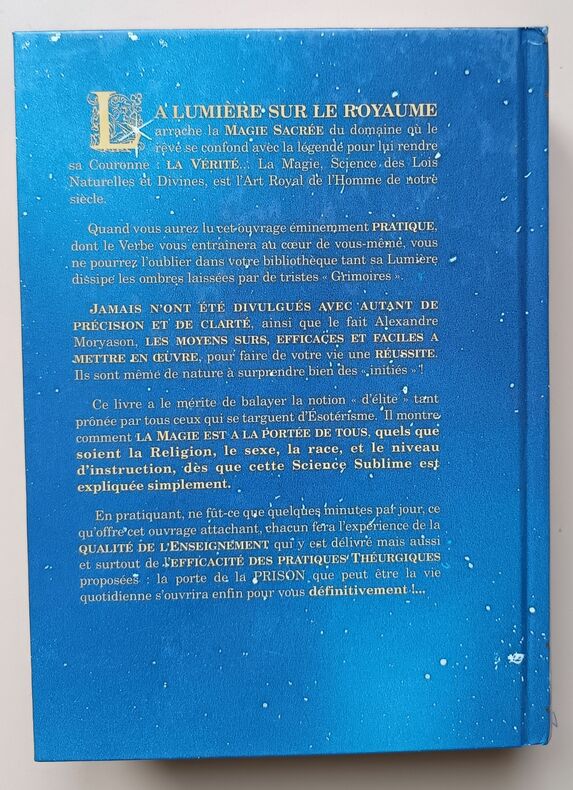 LA LUMIÈRE SUR LE ROYAUME
arrache la MAGIE SACRÉE du domaine où le
rêve se confond avec la légende pour lui rendre
sa Couronne : LA VÉRITÉ... La Magie, Science des Lois
Naturelles et Divines, est l'Art Royal de l'Homme de notre
siècle.
Quand vous aurez lu cet ouvrage éminemment PRATIQUE,
dont le Verbe vous entraînera au cœur de vous-même, vous
ne pourrez l'oublier dans votre bibliothèque tant sa Lumière
dissipe les ombres laissées par de tristes « Grimoires ».
JAMAIS N'ONT ÉTÉ DIVULGUÉS AVEC AUTANT DE
PRÉCISION ET DE CLARTÉ, ainsi que le fait Alexandre
Moryason, LES MOYENS SURS, EFFICACES ET FACILES A
METTRE EN ŒUVRE, pour faire de votre vie une RÉUSSITE.
Ils sont même de nature à surprendre bien des « initiés » !
Ce livre a le mérite de balayer la notion « d'élite » tant
prônée par tous ceux qui se targuent d'Ésotérisme. Il montre
comment LA MAGIE EST A LA PORTÉE DE TOUS, quels que
soient la Religion, le sexe, la race, et le niveau
d'instruction, dès que cette Science Sublime est
expliquée simplement.
En pratiquant, ne fût-ce que quelques minutes par jour, ce
qu'offre cet ouvrage attachant, chacun fera l'expérience de la
QUALITÉ DE L'ENSEIGNEMENT qui y est délivré mais aussi
et surtout de L'EFFICACITÉ DES PRATIQUES THÉURGIQUES
proposées : la porte de la PRISON que peut être la vie
quotidienne s'ouvrira enfin pour vous définitivement !...